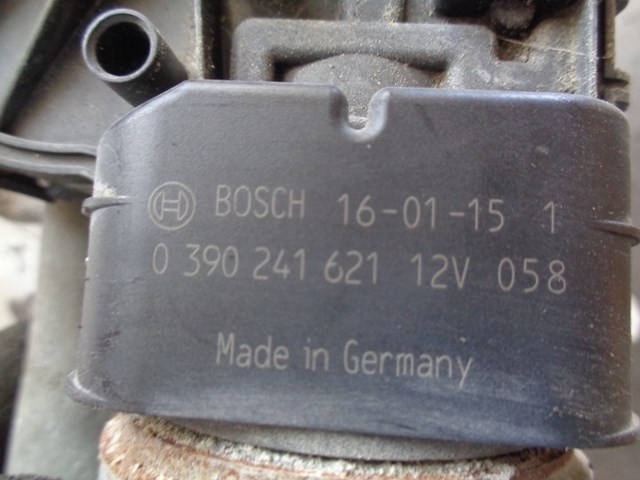 BOSCH 16-01-15 1
0 390 241 621 12V 058
Made in Germany